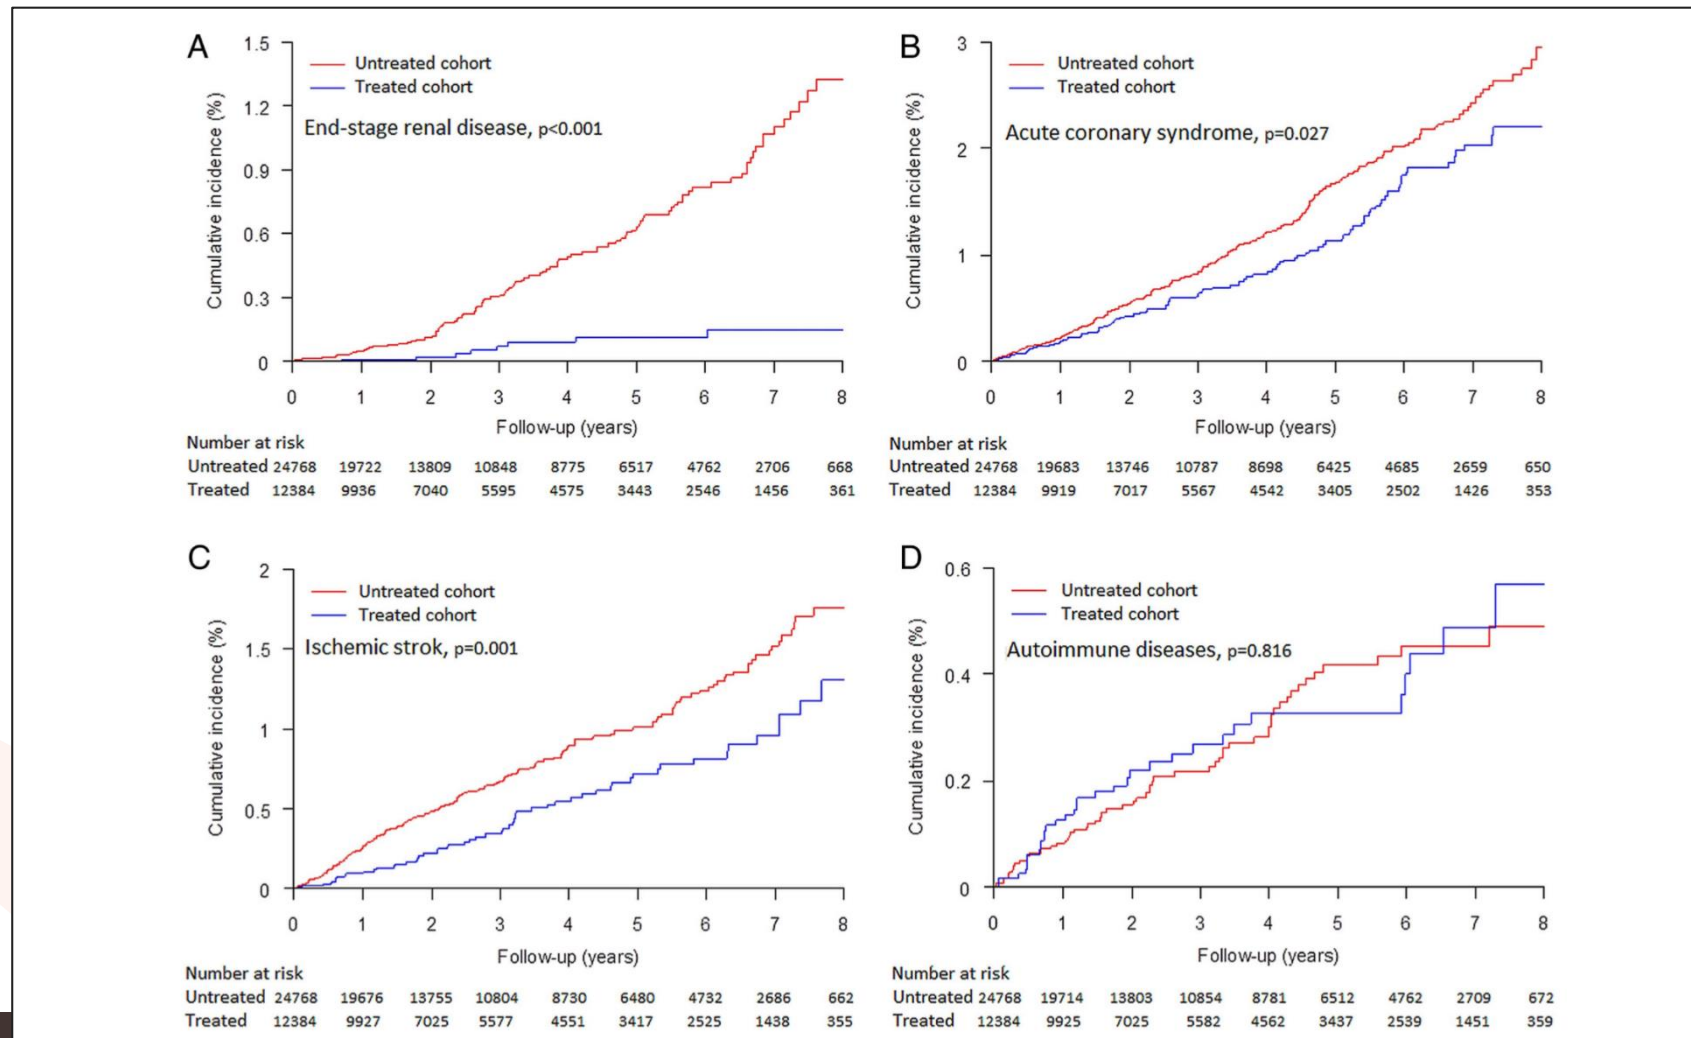 A
1.5
1.2
0.9
0.6
0.3
0
Cumulative incidence (%)
Untreated cohort
Treated cohort
End-stage renal disease, p<0.001
0 1 2 3 4 5 6 7 8
Follow-up (years)
Number at risk
Untreated 24768 19722 13809 10848 8775 6517 4762 2706 668
Treated 12384 9936 7040 5595 4575 3443 2546 1456 361
B
3
2
1
0
Cumulative incidence (%)
Untreated cohort
Treated cohort
Acute coronary syndrome, p=0.027
0 1 2 3 4 5 6 7 8
Follow-up (years)
Number at risk
Untreated 24768 19683 13746 10787 8698 6425 4685 2659 650
Treated 12384 9919 7017 5567 4542 3405 2502 1426 353
C
2
1.5
1
0.5
0
Cumulative incidence (%)
Untreated cohort
Treated cohort
Ischemic strok, p=0.001
0 1 2 3 4 5 6 7 8
Follow-up (years)
Number at risk
Untreated 24768 19676 13755 10804 8730 6480 4732 2686 662
Treated 12384 9927 7025 5577 4551 3417 2525 1438 355
D
0.6
0.4
0.2
0
Cumulative incidence (%)
Untreated cohort
Treated cohort
Autoimmune diseases, p=0.816
0 1 2 3 4 5 6 7 8
Follow-up (years)
Number at risk
Untreated 24768 19714 13803 10854 8781 6512 4762 2709 672
Treated 12384 9925 7025 5582 4562 3437 2539 1451 359